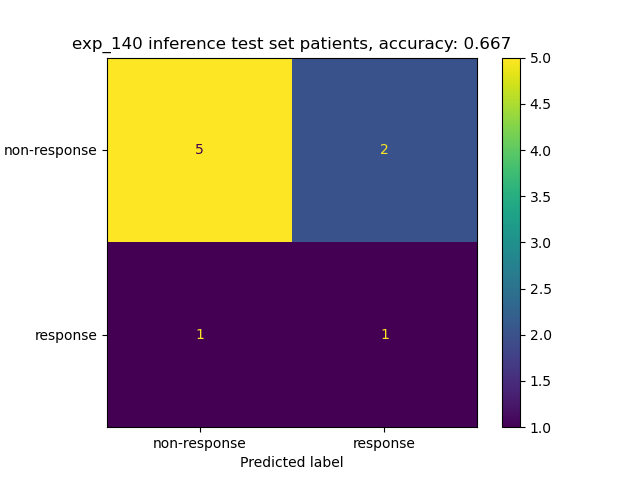 exp_140 inference test set patients, accuracy: 0.667
non-response
5
2
response
1
1
non-response
response
Predicted label
5.0
4.5
4.0
3.5
3.0
2.5
2.0
1.5
1.0